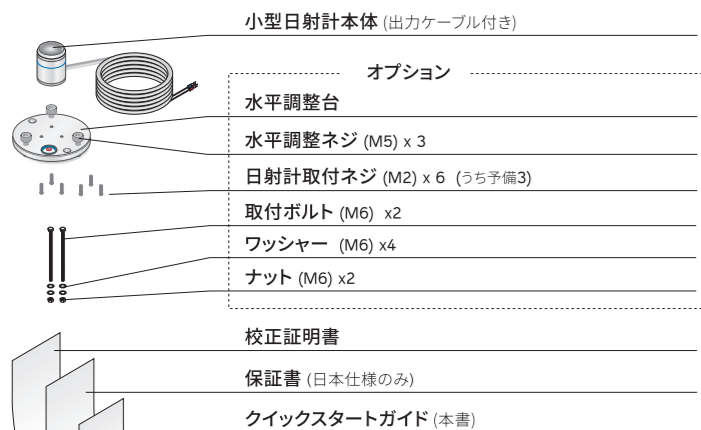 小型日射計本体 (出力ケーブル付き)
オプション
水平調整台
水平調整ネジ (M5) x 3
日射計取付ネジ (M2) x 6 (うち予備3)
取付ボルト (M6) x2
ワッシャー (M6) x4
ナット (M6) x2
校正証明書
保証書 (日本仕様のみ)
クイックスタートガイド (本書)